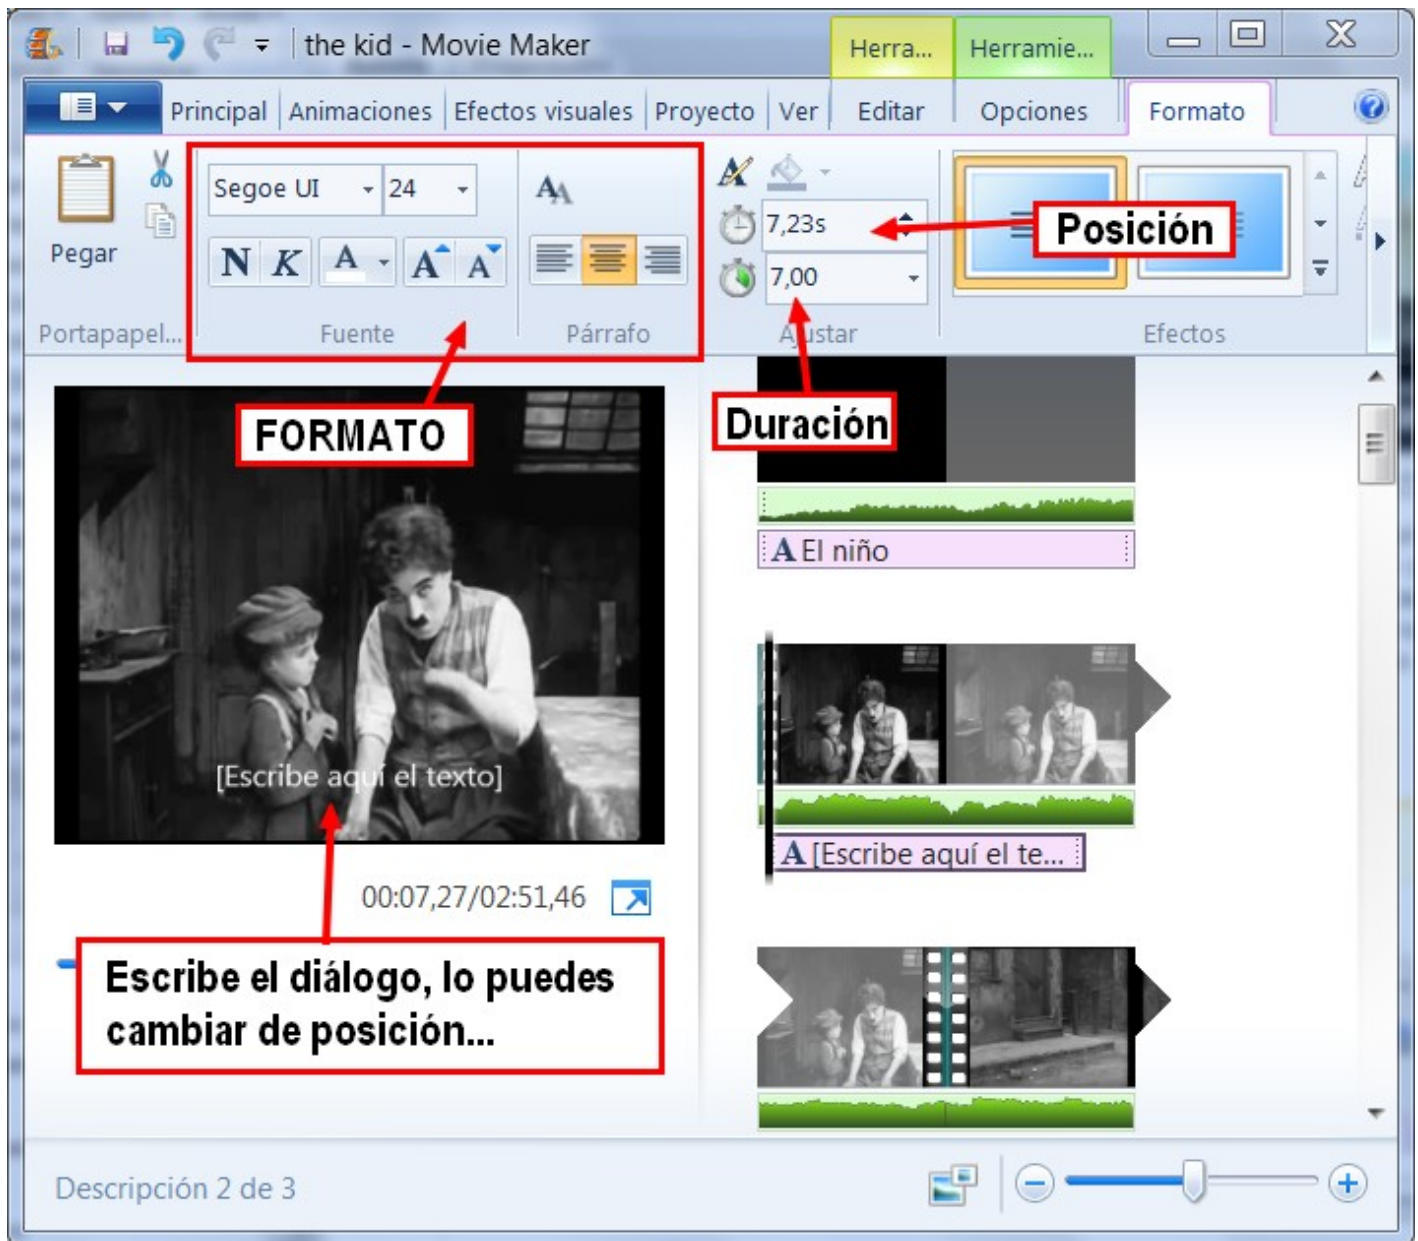 the kid - Movie Maker
Herra...
Herramie...
Principal
Animaciones
Efectos visuales
Proyecto
Ver
Editar
Opciones
Formato
Pegar
Portapapel...
Segoe UI
24
N K A A A
Fuente
Párrafo
7,23s
7,00
Ajustar
Posición
Efectos
FORMATO
Duración
A El niño
[Escribe aquí el texto]
A [Escribe aquí el te...
00:07,27/02:51,46
Escribe el diálogo, lo puedes
cambiar de posición...
Descripción 2 de 3